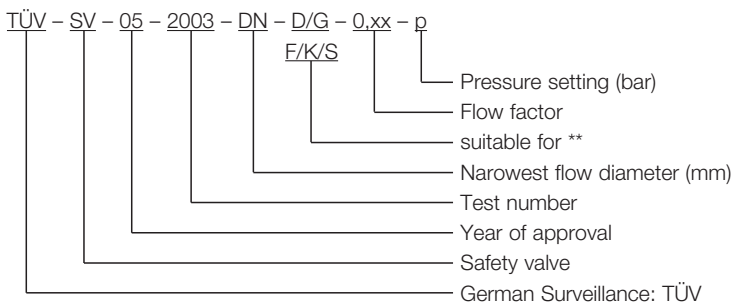 TÜV – SV – 05 - 2003 – DN – D/G – 0,xx – p
F/K/S
Pressure setting (bar)
Flow factor
suitable for **
Narowest flow diameter (mm)
Test number
Year of approval
Safety valve
German Surveillance: TÜV